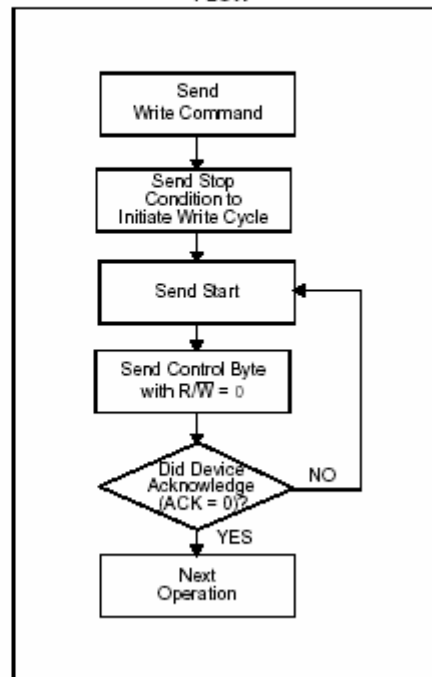 Send
Write Command
Send Stop
Condition to
Initiate Write Cycle
Send Start
Send Control Byte
with R/W̅ = 0
Did Device
Acknowledge
(ACK = 0)?
NO
YES
Next
Operation